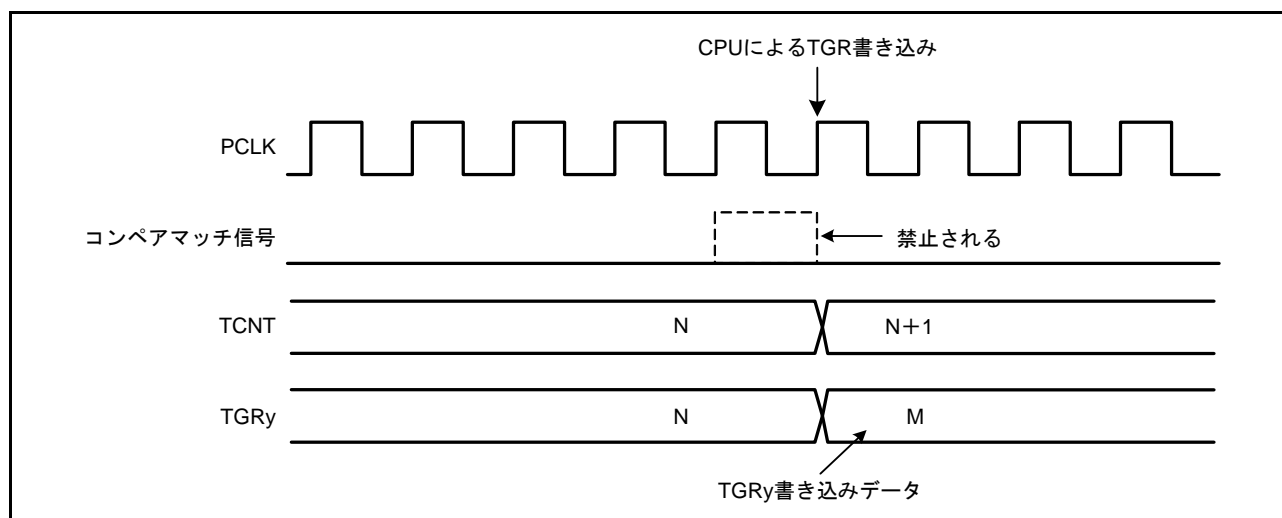 CPUによるTGR書き込み
PCLK
コンペアマッチ信号
禁止される
TCNT
N
N+1
TGRy
N
M
TGRy書き込みデータ